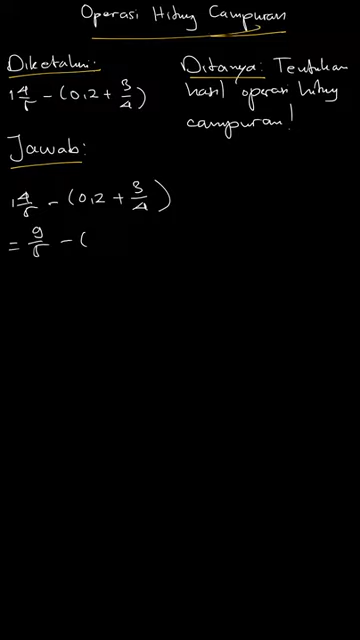 Operasi Hitung Campuran
Diketahui:
1 4/5 - (0,2 + 3/4)
Ditanya: Tentukan
hasil operasi hitung
campuran!
Jawab:
1 4/5 - (0,2 + 3/4)
= 9/5 - (